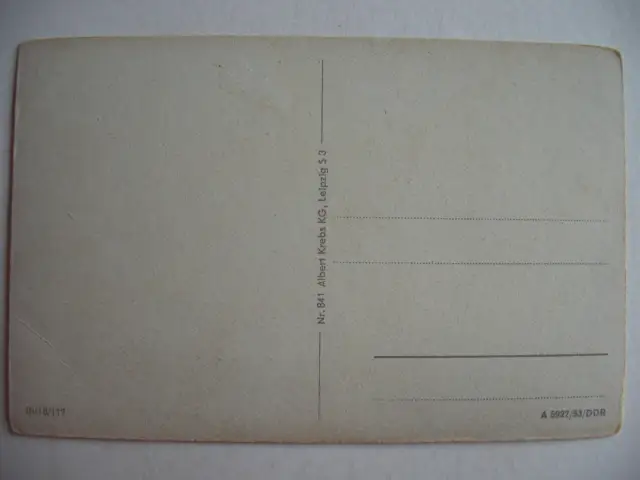 Nr. 841 Albert Krebs KG, Leipzig S 3
A 5927/53/DDR